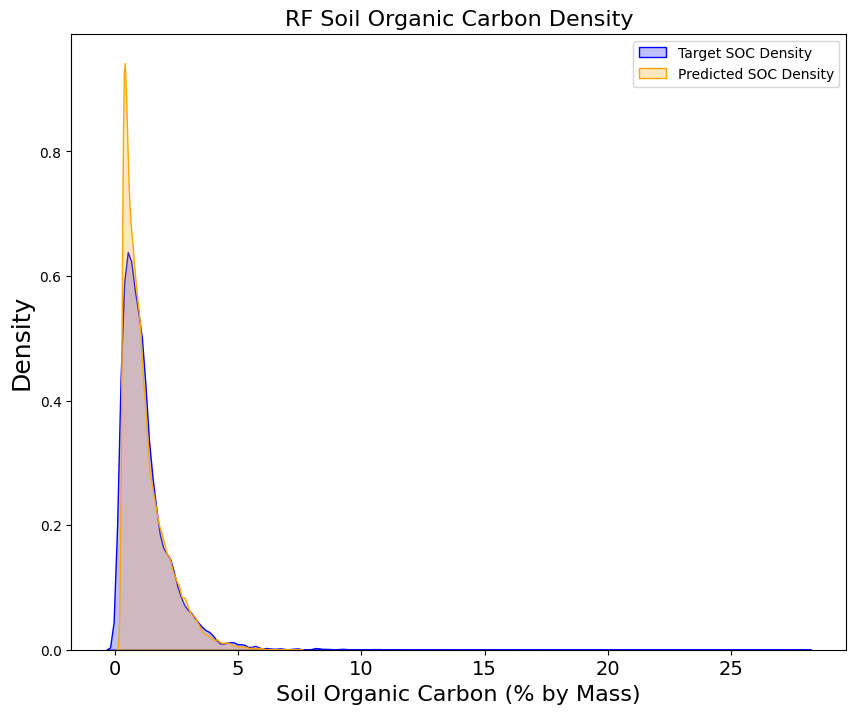 RF Soil Organic Carbon Density
Target SOC Density
Predicted SOC Density
Density
0.8
0.6
0.4
0.2
0.0
0 5 10 15 20 25
Soil Organic Carbon (% by Mass)